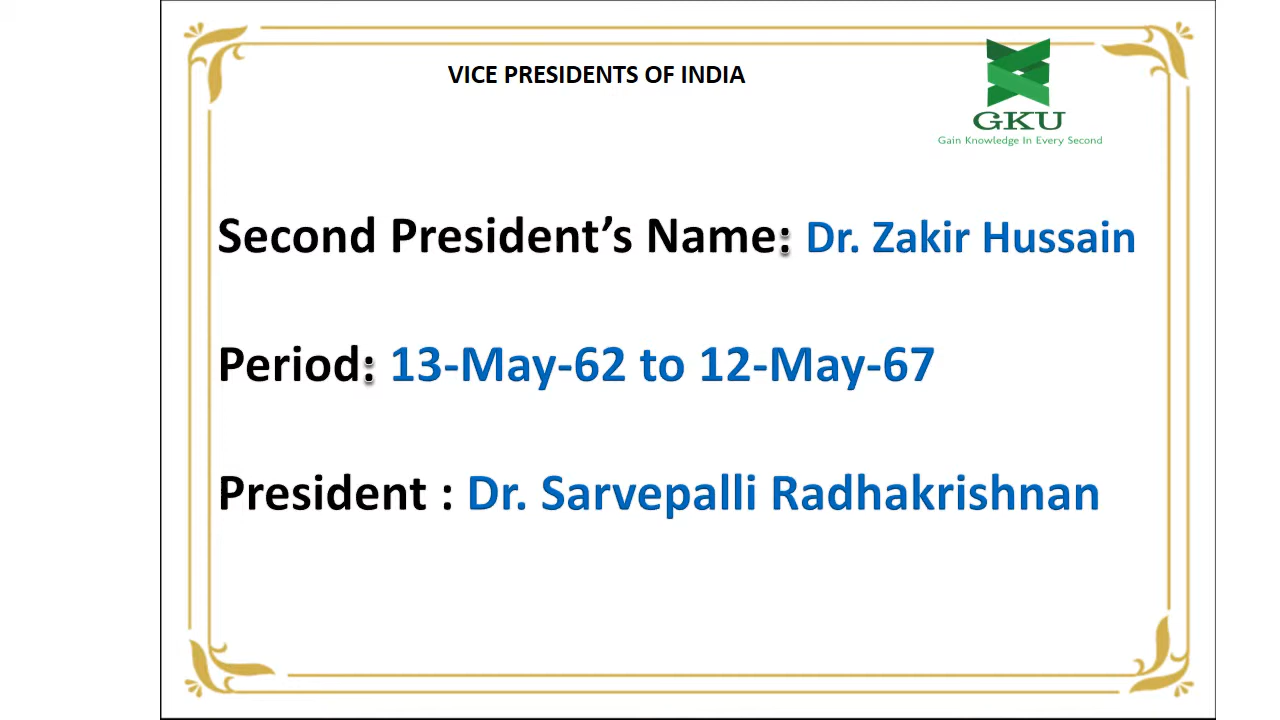 VICE PRESIDENTS OF INDIA
GKU
Gain Knowledge In Every Second
Second President’s Name: Dr. Zakir Hussain
Period: 13-May-62 to 12-May-67
President : Dr. Sarvepalli Radhakrishnan